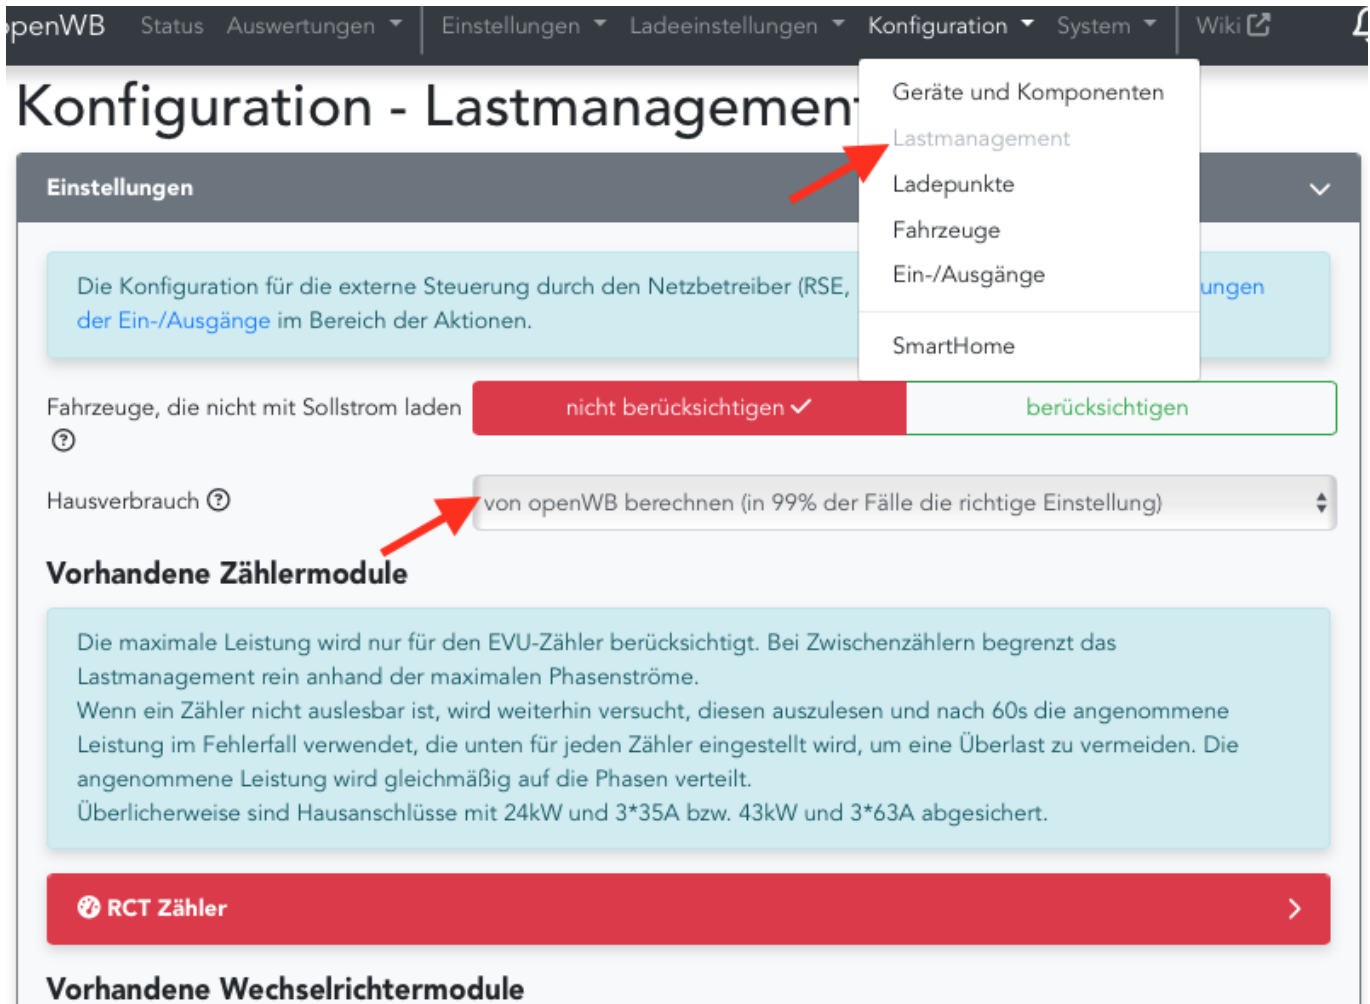 openWB Status Auswertungen Einstellungen Ladeeinstellungen Konfiguration System Wiki
Geräte und Komponenten
Lastmanagement
Ladepunkte
Fahrzeuge
Ein-/Ausgänge
SmartHome
Konfiguration - Lastmanagement
Einstellungen
Die Konfiguration für die externe Steuerung durch den Netzbetreiber (RSE, ungen
der Ein-/Ausgänge im Bereich der Aktionen.
Fahrzeuge, die nicht mit Sollstrom laden nicht berücksichtigen berücksichtigen
Hausverbrauch von openWB berechnen (in 99% der Fälle die richtige Einstellung)
Vorhandene Zählermodule
Die maximale Leistung wird nur für den EVU-Zähler berücksichtigt. Bei Zwischenzählern begrenzt das
Lastmanagement rein anhand der maximalen Phasenströme.
Wenn ein Zähler nicht auslesbar ist, wird weiterhin versucht, diesen auszulesen und nach 60s die angenommene
Leistung im Fehlerfall verwendet, die unten für jeden Zähler eingestellt wird, um eine Überlast zu vermeiden. Die
angenommene Leistung wird gleichmäßig auf die Phasen verteilt.
Überlicherweise sind Hausanschlüsse mit 24kW und 3*35A bzw. 43kW und 3*63A abgesichert.
RCT Zähler
Vorhandene Wechselrichtermodule